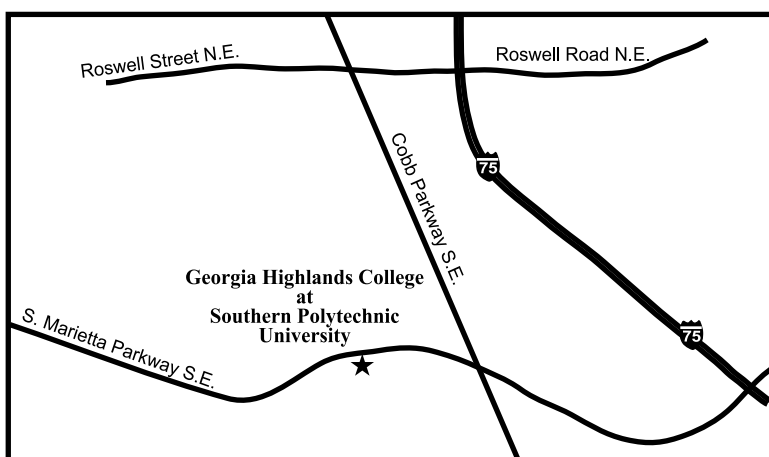 Roswell Street N.E.
Roswell Road N.E.
75
Cobb Parkway S.E.
Georgia Highlands College
at
Southern Polytechnic
University
S. Marietta Parkway S.E.
75